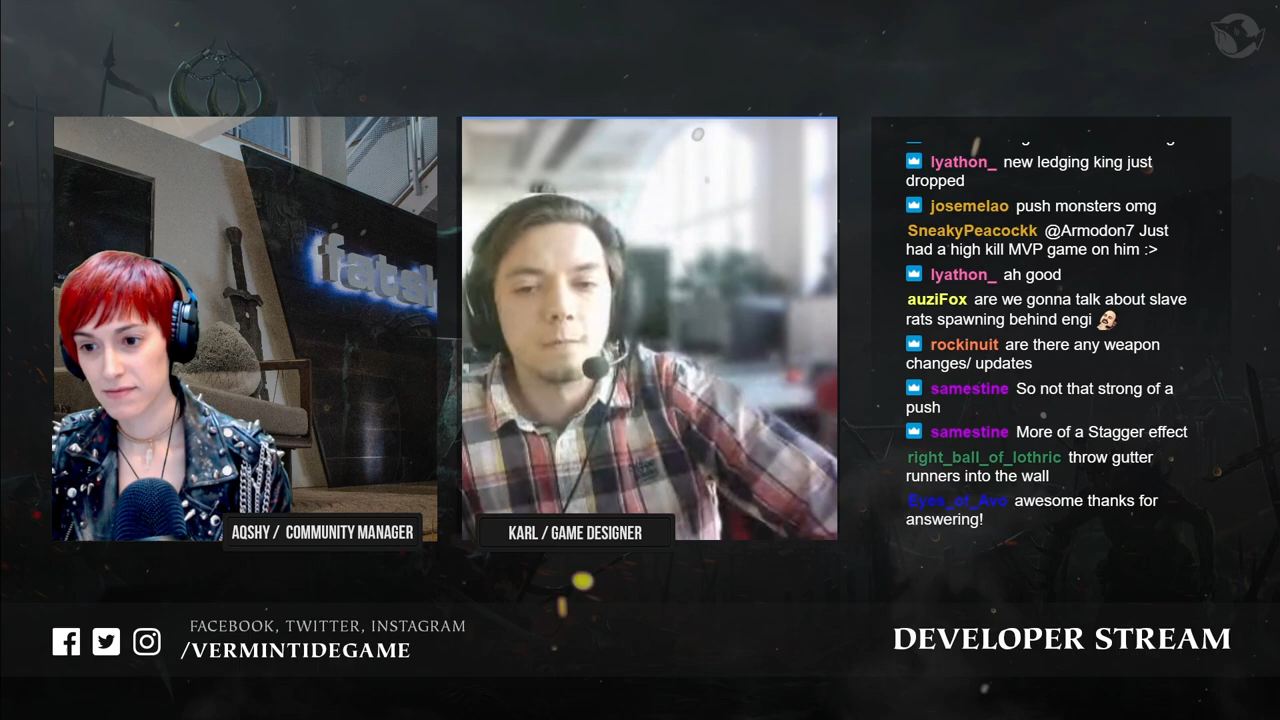 fatsh
AQSHY / COMMUNITY MANAGER
KARL / GAME DESIGNER
lyathon_ new ledging king just
dropped
josemelao push monsters omg
SneakyPeacockk @Armodon7 Just
had a high kill MVP game on him :>
lyathon_ ah good
auziFox are we gonna talk about slave
rats spawning behind engi
rockinuit are there any weapon
changes/ updates
samestine So not that strong of a
push
samestine More of a Stagger effect
right_ball_of_lothric throw gutter
runners into the wall
Eyes_of_Avo awesome thanks for
answering!
FACEBOOK, TWITTER, INSTAGRAM
/VERMINTIDEGAME
DEVELOPER STREAM